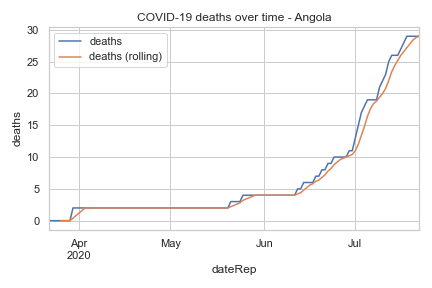 COVID-19 deaths over time - Angola
deaths
deaths (rolling)
30
25
20
15
10
5
0
deaths
Apr
2020
May
Jun
Jul
dateRep